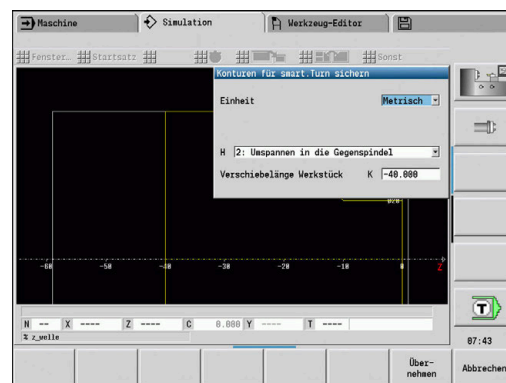 Maschine Simulation Werkzeug-Editor
Fenster... Startsatz Sonst
Konturen für smart.Turn sichern
Einheit Metrisch
H 2: Umspannen in die Gegenspindel
Verschiebelänge Werkstück K -40.000
-60 -50 -40 -30 -20 -10 0 Z
N -- X ---- Z ---- C 0.000 Y ---- T ----
% z_welle
T
07:43
Über-
nehmen
Abbrechen